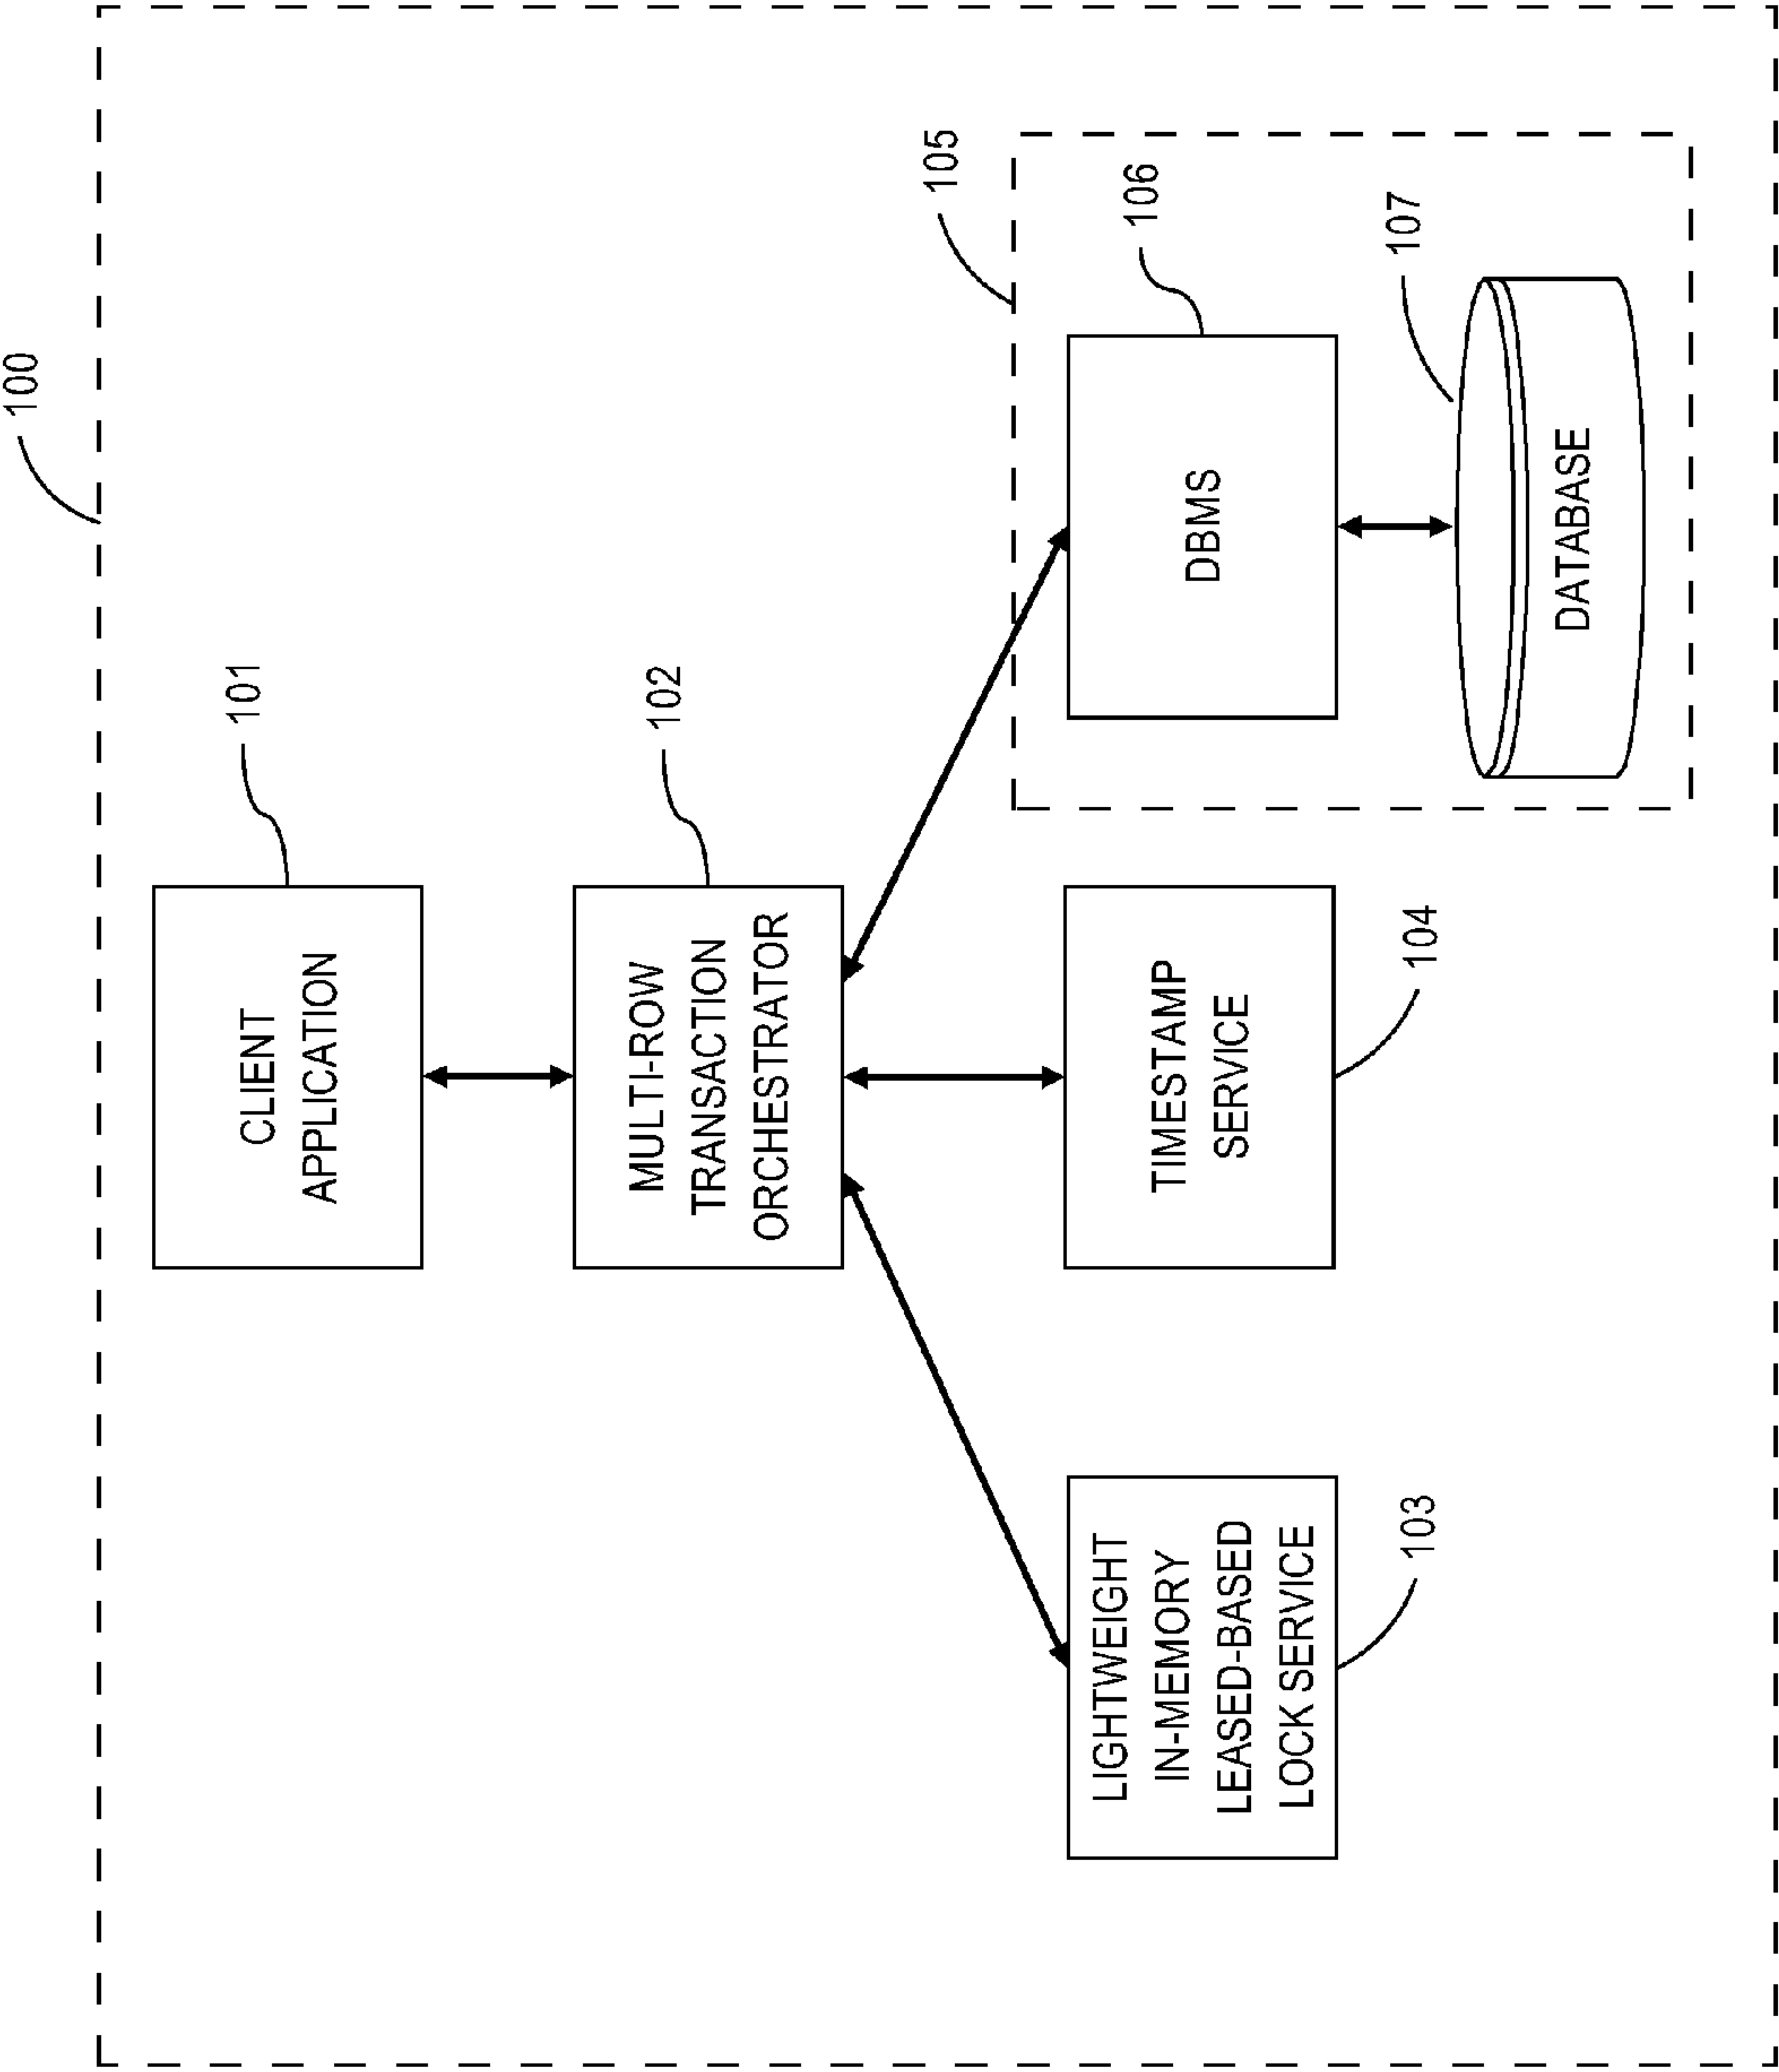 100
101
CLIENT
APPLICATION
102
MULTI-ROW
TRANSACTION
ORCHESTRATOR
103
LIGHTWEIGHT
IN-MEMORY
LEASED-BASED
LOCK SERVICE
104
TIMESTAMP
SERVICE
105
106
DBMS
107
DATABASE